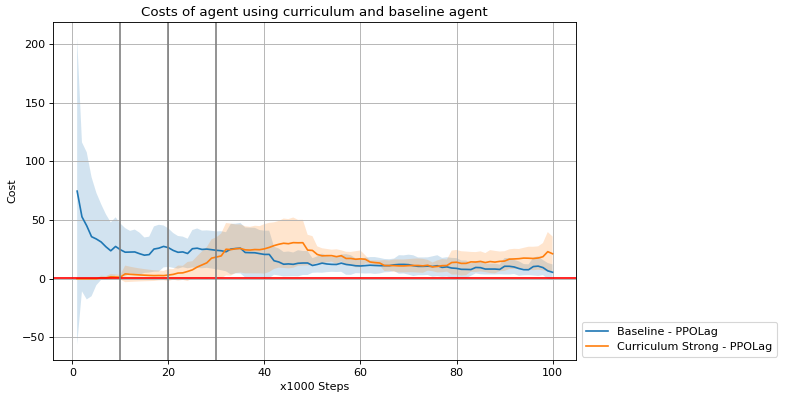 Costs of agent using curriculum and baseline agent
200
150
100
50
0
−50
Cost
0
20
40
60
80
100
x1000 Steps
Baseline - PPOLag
Curriculum Strong - PPOLag